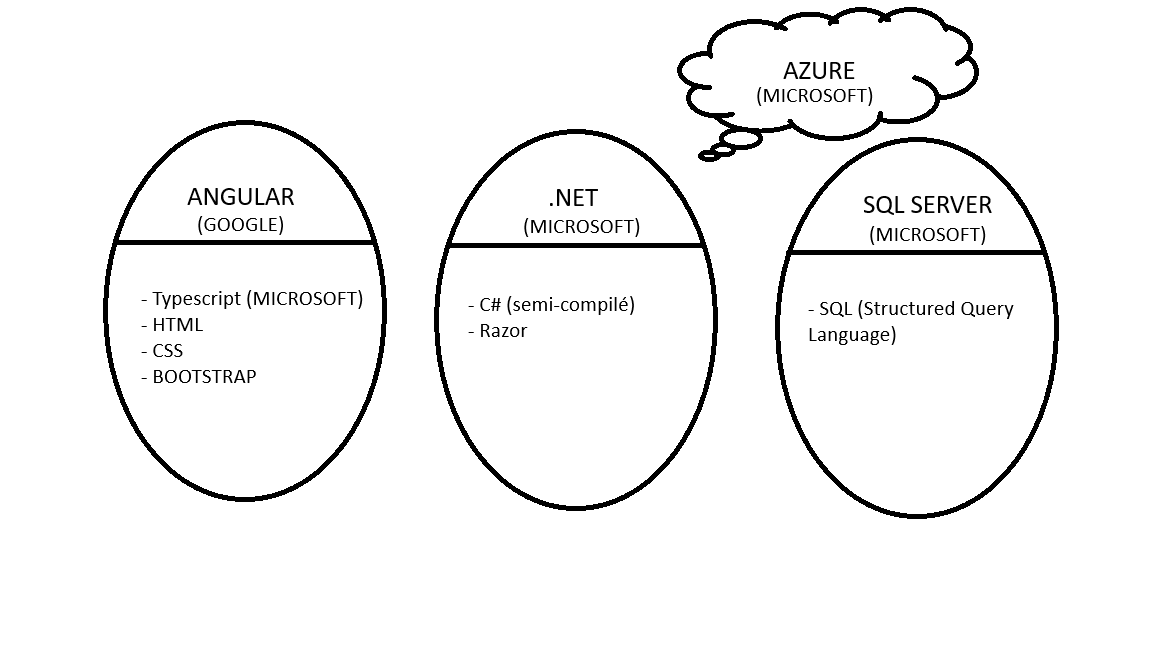 AZURE
(MICROSOFT)
ANGULAR
(GOOGLE)
- Typescript (MICROSOFT)
- HTML
- CSS
- BOOTSTRAP
.NET
(MICROSOFT)
- C# (semi-compilé)
- Razor
SQL SERVER
(MICROSOFT)
- SQL (Structured Query
Language)